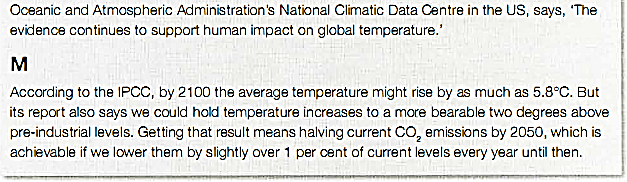 Oceanic and Atmospheric Administration's National Climatic Data Centre in the US, says, 'The
evidence continues to support human impact on global temperature.'
M
According to the IPCC, by 2100 the average temperature might rise by as much as 5.8°C. But
its report also says we could hold temperature increases to a more bearable two degrees above
pre-industrial levels. Getting that result means halving current CO₂ emissions by 2050, which is
achievable if we lower them by slightly over 1 per cent of current levels every year until then.